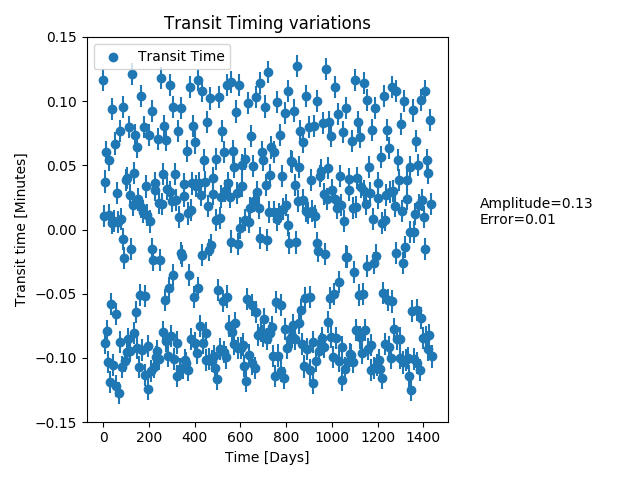 Transit Timing variations
Transit Time
Transit time [Minutes]
0.15
0.10
0.05
0.00
−0.05
−0.10
−0.15
0 200 400 600 800 1000 1200 1400
Time [Days]
Amplitude=0.13
Error=0.01